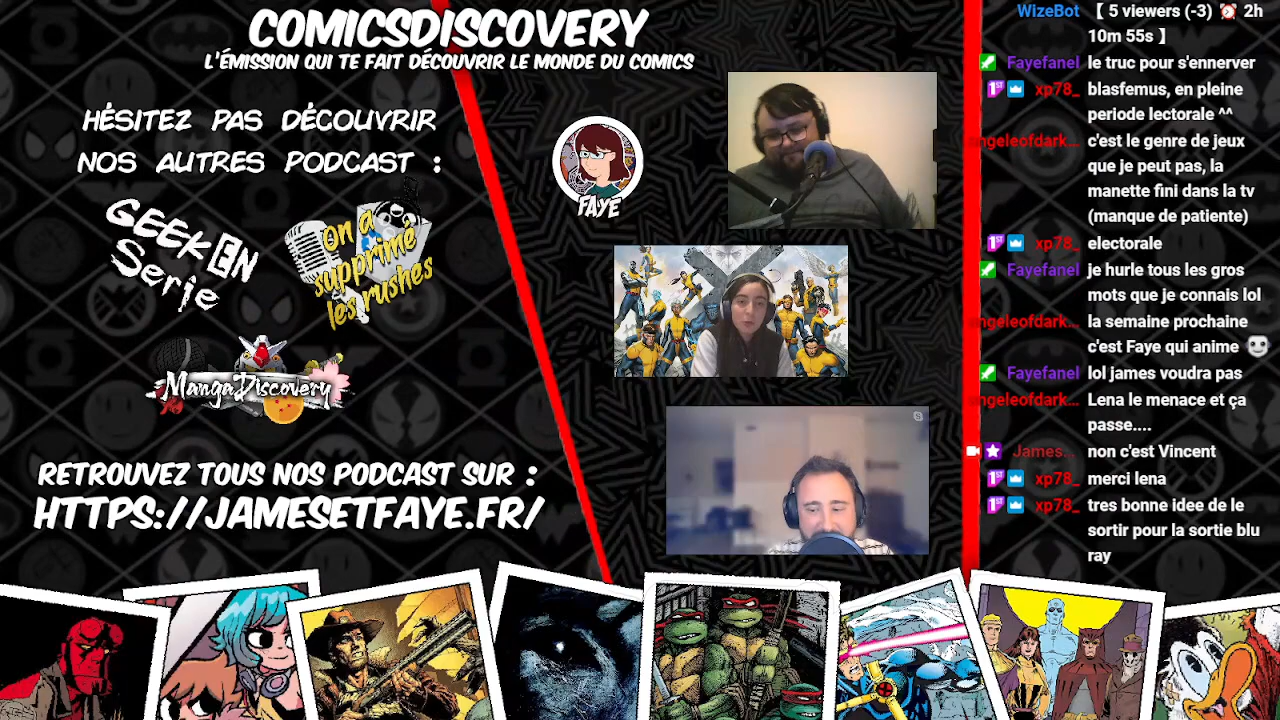 COMICSDISCOVERY
L'ÉMISSION QUI TE FAIT DÉCOUVRIR LE MONDE DU COMICS
HÉSITEZ PAS DÉCOUVRIR
NOS AUTRES PODCAST :
GEEK EN
Serie
On a
supprimé
les rushes
MangaDiscovery
RETROUVEZ TOUS NOS PODCAST SUR :
HTTPS://JAMESETFAYE.FR/
FAYE
WizeBot 【 5 viewers (-3) ⏰ 2h
10m 55s 】
Fayefanel le truc pour s'ennerver
xp78_ blasfemus, en pleine
periode lectorale ^^
ngeleofdark... c'est le genre de jeux
que je peut pas, la
manette fini dans la tv
(manque de patiente)
xp78_ electorale
Fayefanel je hurle tous les gros
mots que je connais lol
ngeleofdark... la semaine prochaine
c'est Faye qui anime
Fayefanel lol james voudra pas
ngeleofdark... Lena le menace et ça
passe....
James... non c'est Vincent
xp78_ merci lena
xp78_ tres bonne idee de le
sortir pour la sortie blu
ray